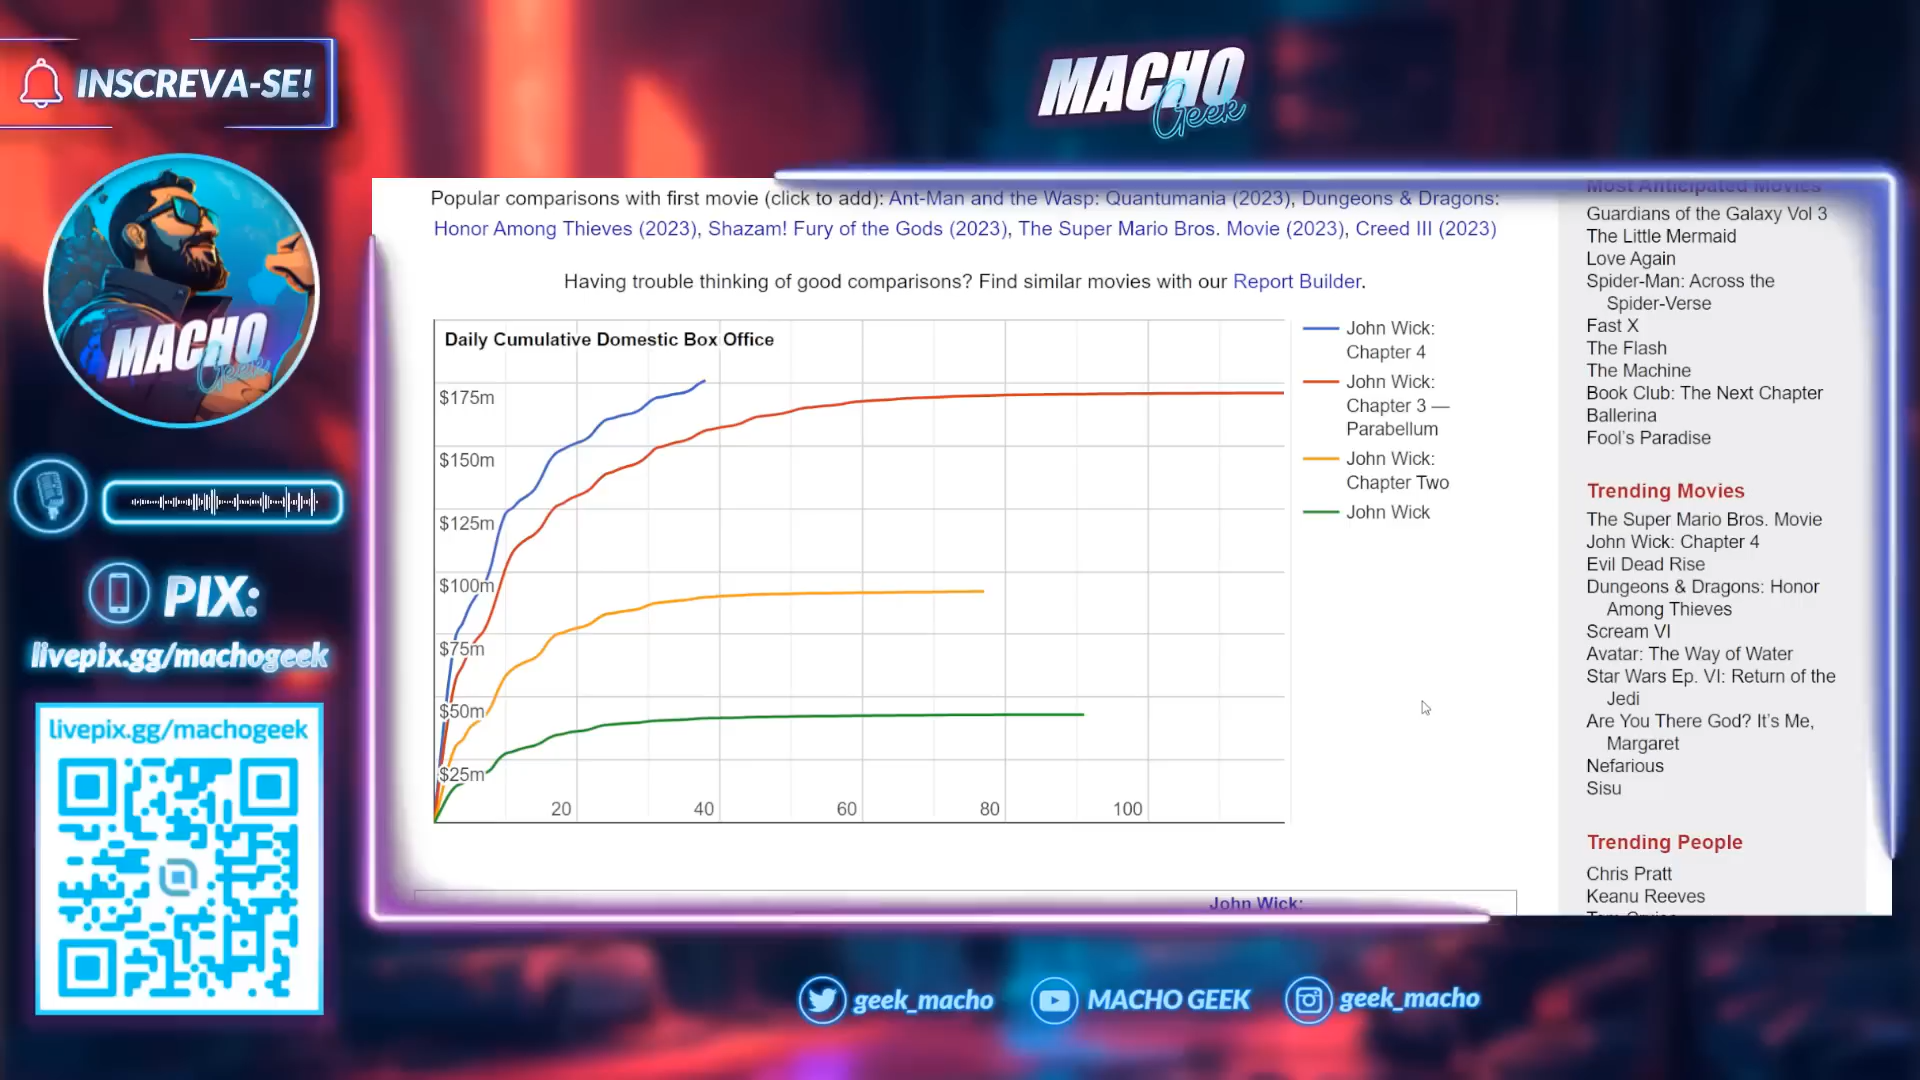 INSCREVA-SE!
MACHO
Geek
MACHO
Geek
PIX:
livepix.gg/machogeek
livepix.gg/machogeek
Popular comparisons with first movie (click to add): Ant-Man and the Wasp: Quantumania (2023), Dungeons & Dragons:
Honor Among Thieves (2023), Shazam! Fury of the Gods (2023), The Super Mario Bros. Movie (2023), Creed III (2023)
Having trouble thinking of good comparisons? Find similar movies with our Report Builder.
Daily Cumulative Domestic Box Office
$175m
$150m
$125m
$100m
$75m
$50m
$25m
20 40 60 80 100
John Wick:
Chapter 4
John Wick:
Chapter 3 —
Parabellum
John Wick:
Chapter Two
John Wick
John Wick:
Most Anticipated Movies
Guardians of the Galaxy Vol 3
The Little Mermaid
Love Again
Spider-Man: Across the
Spider-Verse
Fast X
The Flash
The Machine
Book Club: The Next Chapter
Ballerina
Fool's Paradise
Trending Movies
The Super Mario Bros. Movie
John Wick: Chapter 4
Evil Dead Rise
Dungeons & Dragons: Honor
Among Thieves
Scream VI
Avatar: The Way of Water
Star Wars Ep. VI: Return of the
Jedi
Are You There God? It's Me,
Margaret
Nefarious
Sisu
Trending People
Chris Pratt
Keanu Reeves
geek_macho
MACHO GEEK
geek_macho